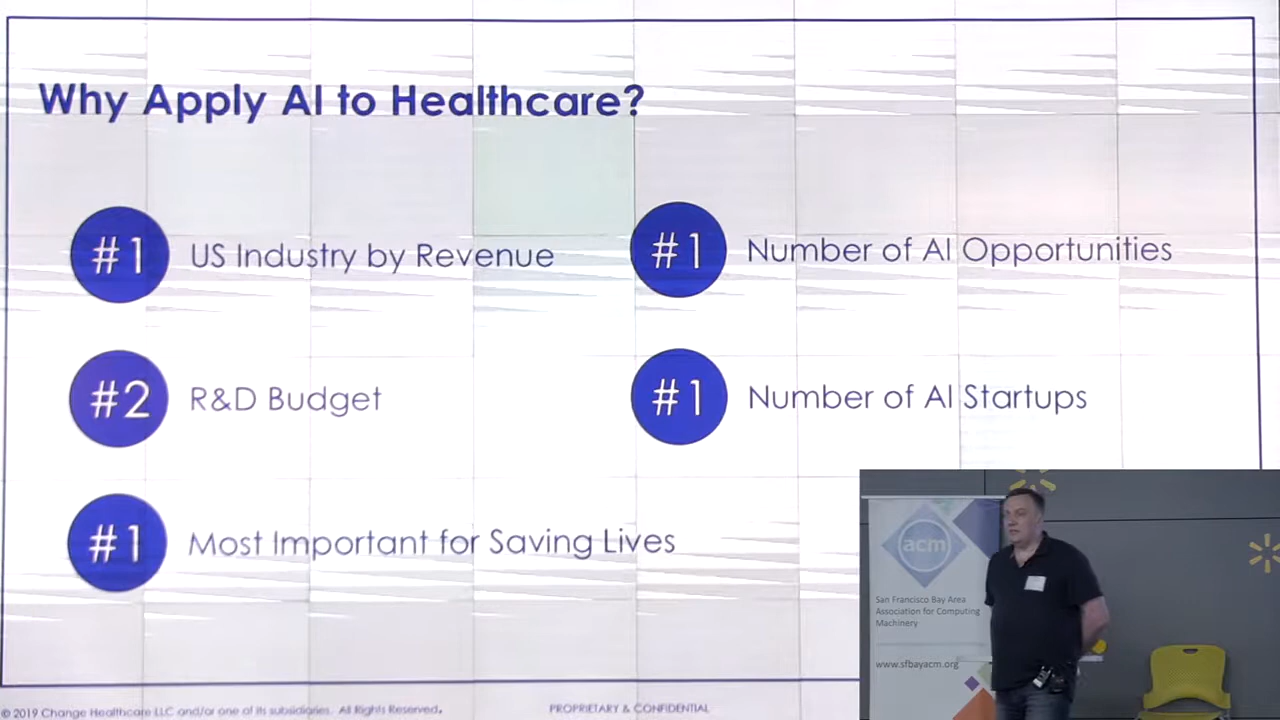 Why Apply AI to Healthcare?
#1 US Industry by Revenue
#1 Number of AI Opportunities
#2 R&D Budget
#1 Number of AI Startups
#1 Most Important for Saving Lives
acm
San Francisco Bay Area
Association for Computing
Machinery
www.sfbayacm.org
© 2019 Change Healthcare LLC and/or one of its subsidiaries. All Rights Reserved.
PROPRIETARY & CONFIDENTIAL